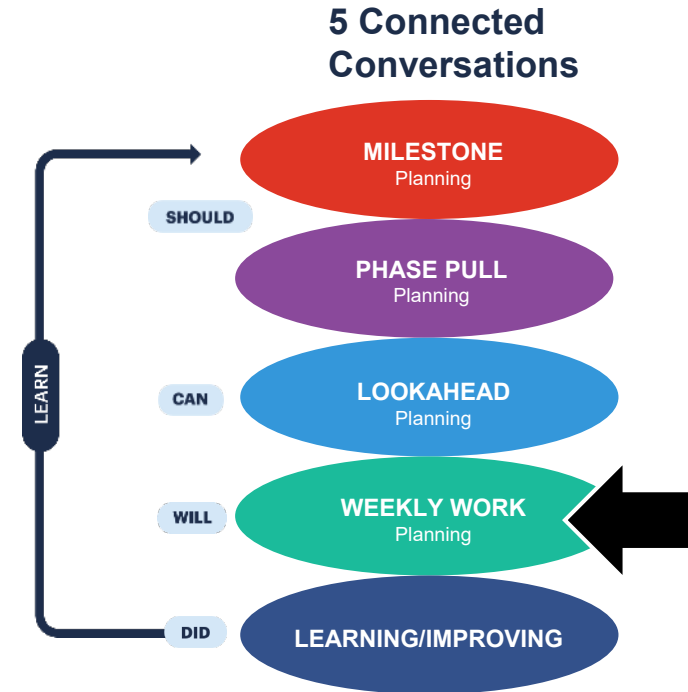 5 Connected
Conversations
MILESTONE
Planning
SHOULD
PHASE PULL
Planning
LEARN
CAN
LOOKAHEAD
Planning
WILL
WEEKLY WORK
Planning
DID
LEARNING/IMPROVING